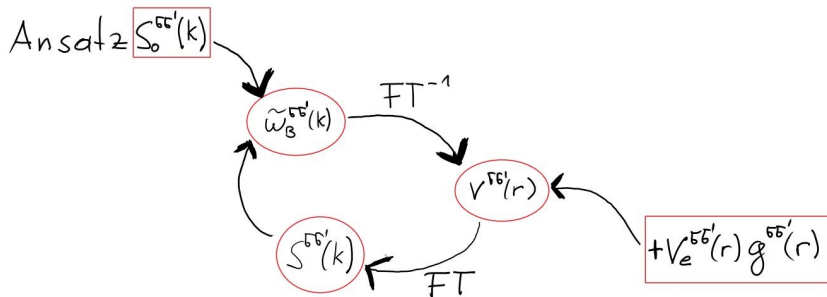 Ansatz S₀^σσ'(k)
FT⁻¹
ω̃_B^σσ'(k)
V^σσ'(r)
S^σσ'(k)
+V_e^σσ'(r) g^σσ'(r)
FT